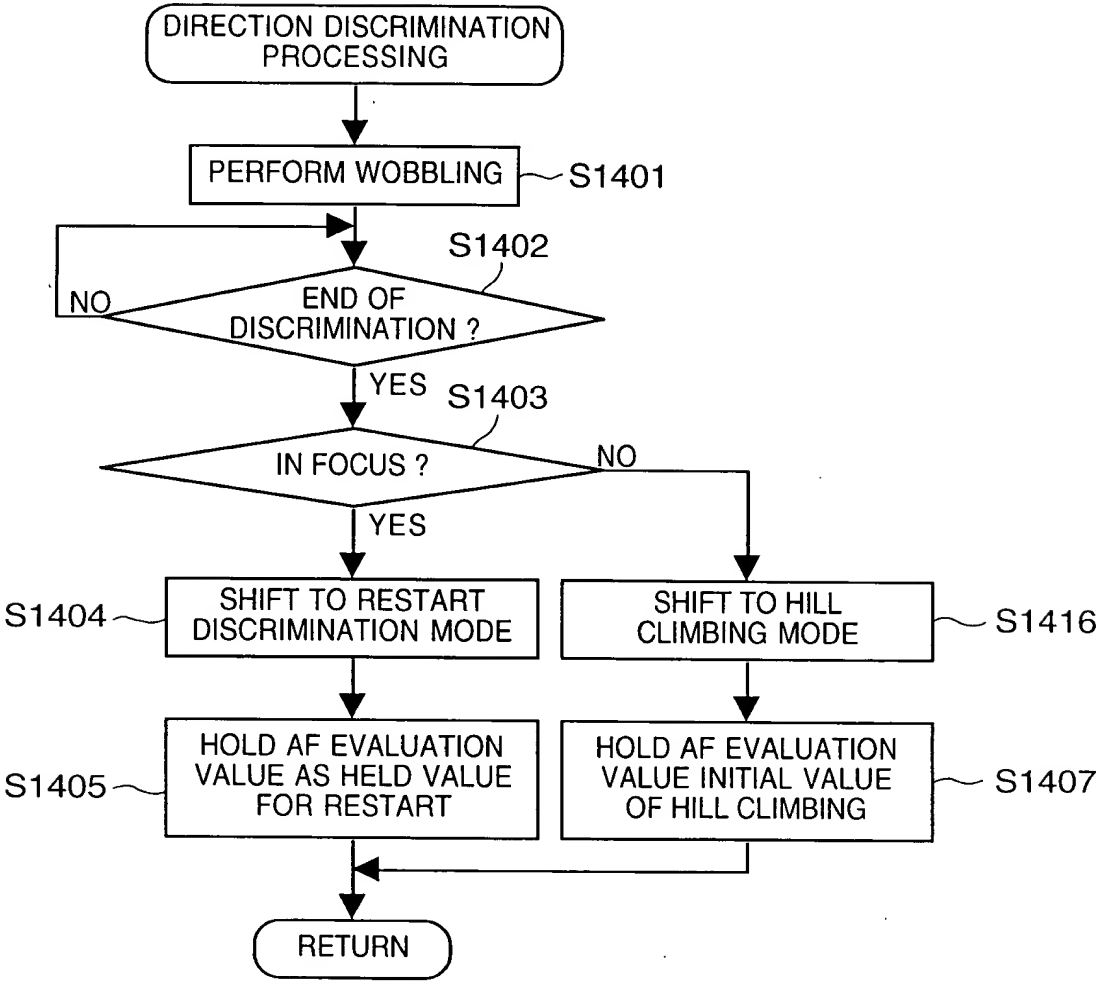 DIRECTION DISCRIMINATION
PROCESSING
PERFORM WOBBLING
S1401
S1402
NO
END OF
DISCRIMINATION ?
YES
S1403
IN FOCUS ?
NO
YES
S1404
SHIFT TO RESTART
DISCRIMINATION MODE
SHIFT TO HILL
CLIMBING MODE
S1416
S1405
HOLD AF EVALUATION
VALUE AS HELD VALUE
FOR RESTART
HOLD AF EVALUATION
VALUE INITIAL VALUE
OF HILL CLIMBING
S1407
RETURN